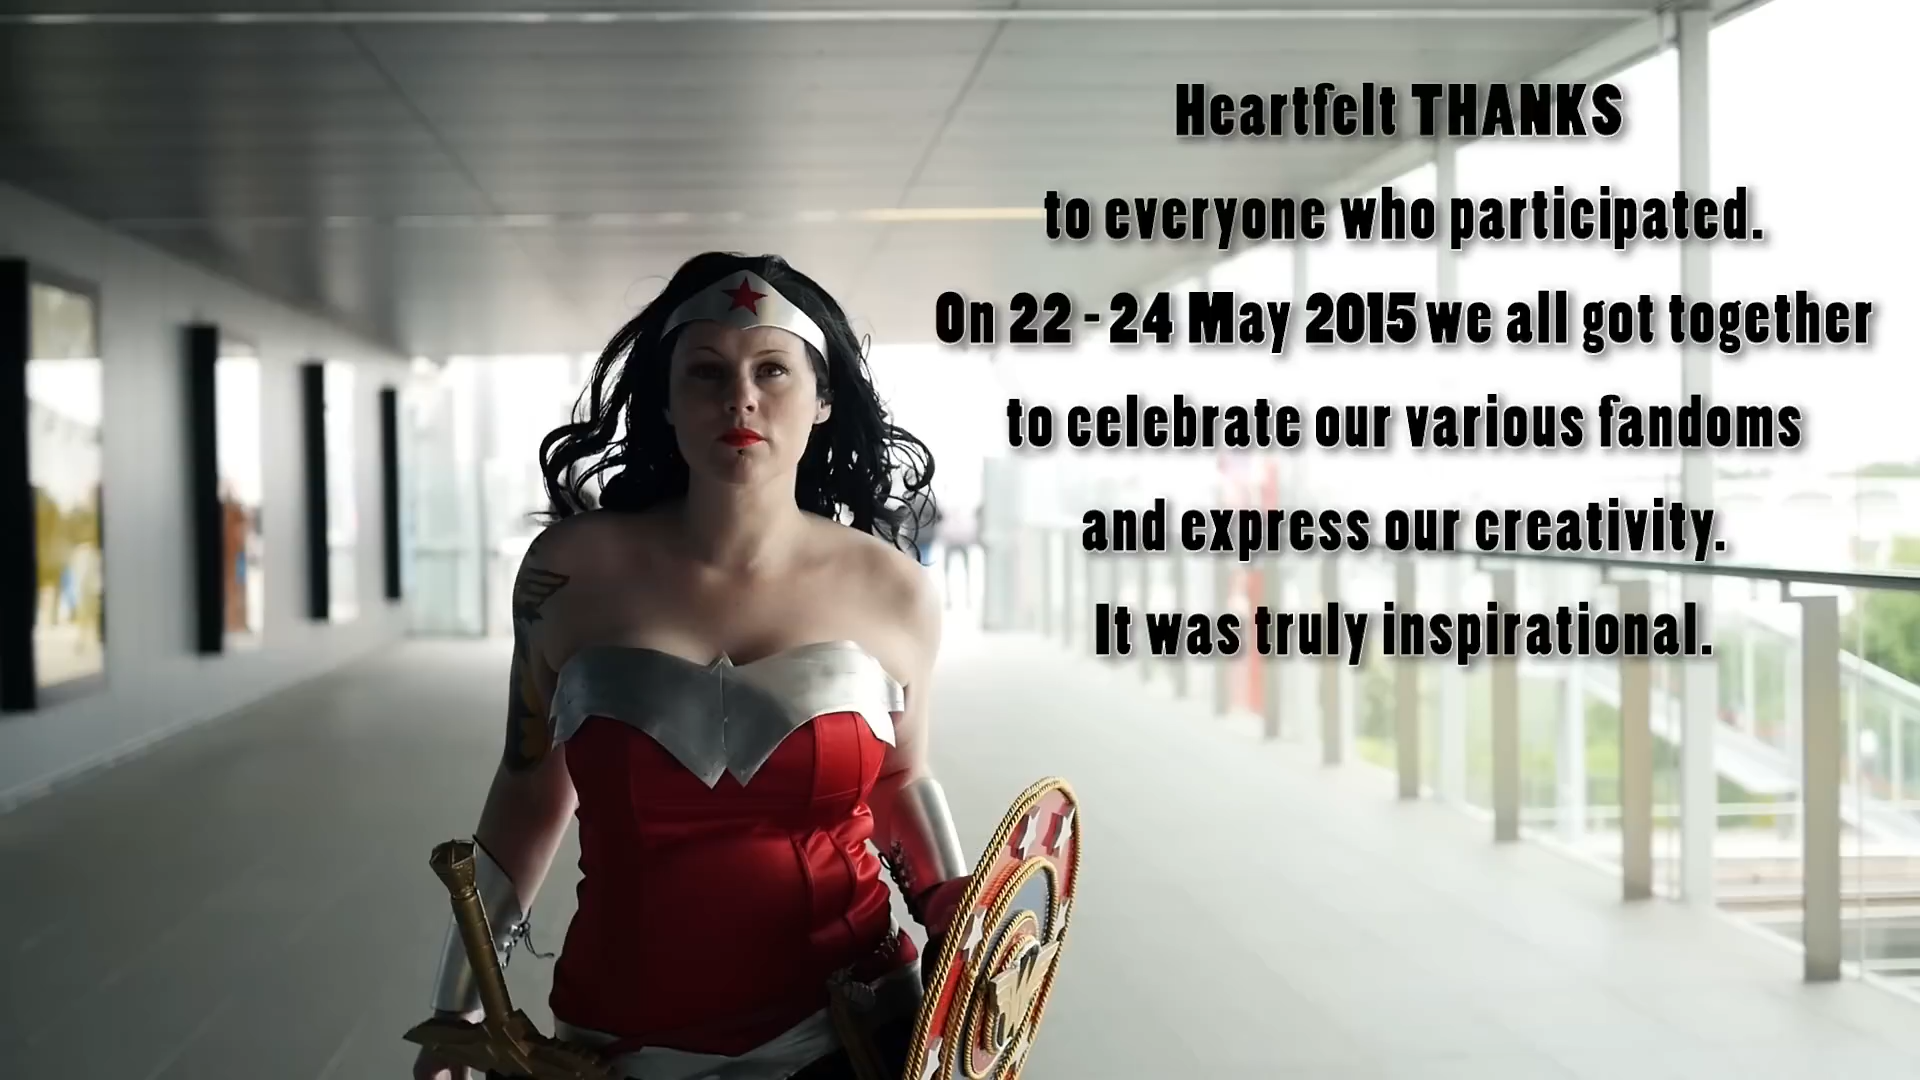 Heartfelt THANKS
to everyone who participated.
On 22 - 24 May 2015 we all got together
to celebrate our various fandoms
and express our creativity.
It was truly inspirational.